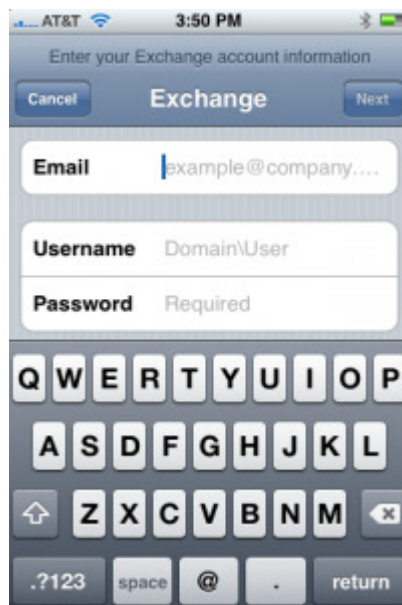 AT&T 3:50 PM
Enter your Exchange account information
Cancel Exchange Next
Email example@company....
Username Domain\User
Password Required
Q W E R T Y U I O P
A S D F G H J K L
Z X C V B N M
.?123 space @ . return